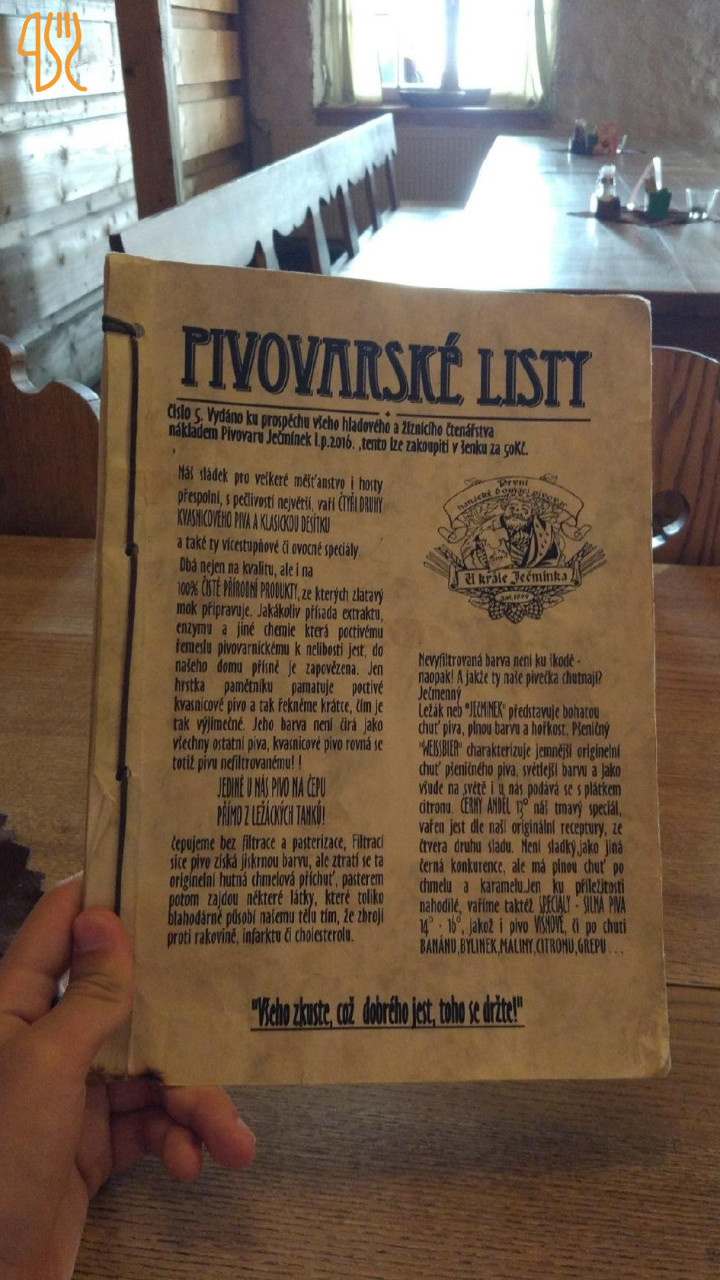 PIVOVARSKÉ LISTY
Číslo 5. Vydáno ku prospěchu všeho hladového a žíznícího čtenářstva
nákladem Pivovaru Ječmínek l.p.2016. ,tento lze zakoupiti v šenku za 50Kč.
Náš sládek pro veškeré měšťanstvo i hosty
přespolní, s pečlivostí největší, vaří ČTYŘI DRUHY
KVASNICOVÉHO PIVA A KLASICKOU DESÍTKU
a také ty vícestupňové či ovocné speciály.
Dbá nejen na kvalitu, ale i na
100% ČISTĚ PŘÍRODNÍ PRODUKTY, ze kterých zlatavý
mok připravuje. Jakákoliv přísada extraktu,
enzymu a jiné chemie která poctivému
řemeslu pivovarnickému k nelibosti jest, do
našeho domu přísně je zapovězena. Jen
hrstka pamětníku pamatuje poctivé
kvasnicové pivo a tak řekněme krátce, čím je
tak výjimečné. Jeho barva není čirá jako
všechny ostatní piva, kvasnicové pivo rovná se
totiž pivu nefiltrovanému! !
JEDINĚ U NÁS PIVO NA ČEPU
PŘÍMO Z LEŽÁCKÝCH TANKŮ!
čepujeme bez filtrace a pasterizace, Filtrací
sice pivo získá jiskrnou barvu, ale ztratí se ta
originelní hutná chmelová příchuť, pasterem
potom zajdou některé látky, které toliko
blahodárně působí našemu tělu tím, že zbrojí
proti rakovině, infarktu či cholesterolu.
První
domácí pivovar
U krále Ječmínka
Nevyfiltrovaná barva není ku škodě -
naopak! A jakže ty naše pivečka chutnají?
Ječmenný
Ležák neb "JEČMÍNEK" představuje bohatou
chuť piva, plnou barvu a hořkost. Pšeničný
"WEISSBIER" charakterizuje jemnější originelní
chuť pšeničného piva, světlejší barvu a jako
všude na světě i u nás podává se s plátkem
citronu. ČERNÝ ANDĚL 13° náš tmavý speciál,
vařen jest dle naší originální receptury, ze
čtvera druhu sladu. Není sladký,jako jiná
černá konkurence, ale má plnou chuť po
chmelu a karamelu.Jen ku příležitosti
nahodilé, vaříme taktéž SPECIÁLY - SILNÁ PIVA
14° - 16°, jakož i pivo VIŠŇOVÉ, či po chuti
BANÁNU,BYLINEK,MALINY,CITRONU,GREPU . . .
"Všeho zkuste, což dobrého jest, toho se držte!"